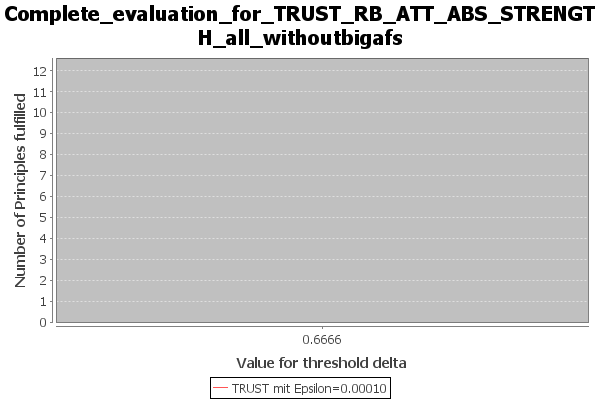 Complete_evaluation_for_TRUST_RB_ATT_ABS_STRENGT
H_all_withoutbigafs
Number of Principles fulfilled
12
11
10
9
8
7
6
5
4
3
2
1
0
0.6666
Value for threshold delta
TRUST mit Epsilon=0.00010